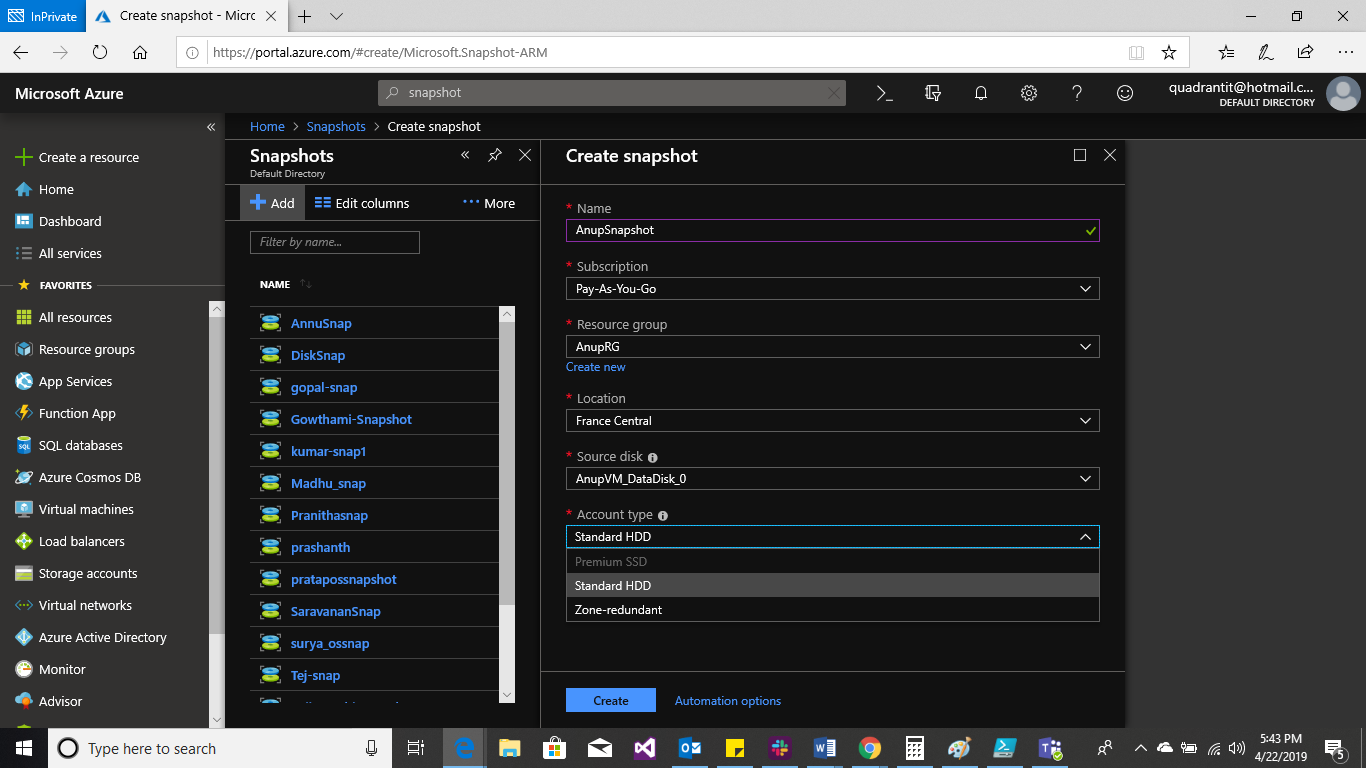 InPrivate
Create snapshot - Micr
https://portal.azure.com/#create/Microsoft.Snapshot-ARM
Microsoft Azure
snapshot
quadrantit@hotmail.c...
DEFAULT DIRECTORY
Create a resource
Home
Dashboard
All services
FAVORITES
All resources
Resource groups
App Services
Function App
SQL databases
Azure Cosmos DB
Virtual machines
Load balancers
Storage accounts
Virtual networks
Azure Active Directory
Monitor
Advisor
Home > Snapshots > Create snapshot
Snapshots
Default Directory
Add
Edit columns
More
Filter by name...
NAME
AnnuSnap
DiskSnap
gopal-snap
Gowthami-Snapshot
kumar-snap1
Madhu_snap
Pranithasnap
prashanth
pratapossnapshot
SaravananSnap
surya_ossnap
Tej-snap
Create snapshot
* Name
AnupSnapshot
* Subscription
Pay-As-You-Go
* Resource group
AnupRG
Create new
* Location
France Central
* Source disk
AnupVM_DataDisk_0
* Account type
Standard HDD
Premium SSD
Standard HDD
Zone-redundant
Create
Automation options
Type here to search
5:43 PM
4/22/2019
5